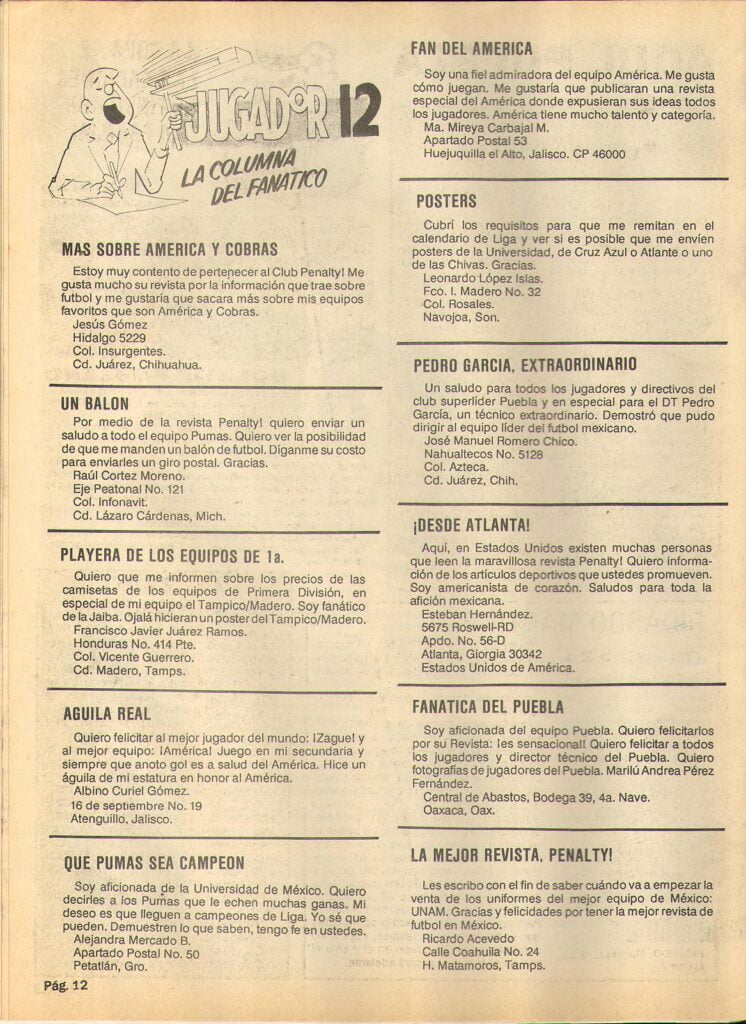 JUGADOR 12
LA COLUMNA
DEL FANATICO
MAS SOBRE AMERICA Y COBRAS
Estoy muy contento de pertenecer al Club Penalty! Me
gusta mucho su revista por la información que trae sobre
futbol y me gustaría que sacara más sobre mis equipos
favoritos que son América y Cobras.
Jesús Gómez
Hidalgo 5229
Col. Insurgentes.
Cd. Juárez, Chihuahua.
UN BALON
Por medio de la revista Penalty! quiero enviar un
saludo a todo el equipo Pumas. Quiero ver la posibilidad
de que me manden un balón de futbol. Díganme su costo
para enviarles un giro postal. Gracias.
Raúl Cortez Moreno.
Eje Peatonal No. 121
Col. Infonavit.
Cd. Lázaro Cárdenas, Mich.
PLAYERA DE LOS EQUIPOS DE 1a.
Quiero que me informen sobre los precios de las
camisetas de los equipos de Primera División, en
especial de mi equipo el Tampico/Madero. Soy fanático
de la Jaiba. Ojalá hicieran un poster del Tampico/Madero.
Francisco Javier Juárez Ramos.
Honduras No. 414 Pte.
Col. Vicente Guerrero.
Cd. Madero, Tamps.
AGUILA REAL
Quiero felicitar al mejor jugador del mundo: ¡Zague! y
al mejor equipo: ¡América! Juego en mi secundaria y
siempre que anoto gol es a salud del América. Hice un
águila de mi estatura en honor al América.
Albino Curiel Gómez.
16 de septiembre No. 19
Atenguillo, Jalisco.
QUE PUMAS SEA CAMPEON
Soy aficionada de la Universidad de México. Quiero
decirles a los Pumas que le echen muchas ganas. Mi
deseo es que lleguen a campeones de Liga. Yo sé que
pueden. Demuestren lo que saben, tengo fe en ustedes.
Alejandra Mercado B.
Apartado Postal No. 50
Petatlán, Gro.
Pág. 12
FAN DEL AMERICA
Soy una fiel admiradora del equipo América. Me gusta
cómo juegan. Me gustaría que publicaran una revista
especial del América donde expusieran sus ideas todos
los jugadores. América tiene mucho talento y categoría.
Ma. Mireya Carbajal M.
Apartado Postal 53
Huejuquilla el Alto, Jalisco. CP 46000
POSTERS
Cubrí los requisitos para que me remitan en el
calendario de Liga y ver si es posible que me envíen
posters de la Universidad, de Cruz Azul o Atlante o uno
de las Chivas. Gracias.
Leonardo López Islas.
Fco. I. Madero No. 32
Col. Rosales.
Navojoa, Son.
PEDRO GARCIA, EXTRAORDINARIO
Un saludo para todos los jugadores y directivos del
club superlíder Puebla y en especial para el DT Pedro
García, un técnico extraordinario. Demostró que pudo
dirigir al equipo líder del futbol mexicano.
José Manuel Romero Chico.
Nahualtecos No. 5128
Col. Azteca.
Cd. Juárez, Chih.
¡DESDE ATLANTA!
Aquí, en Estados Unidos existen muchas personas
que leen la maravillosa revista Penalty! Quiero informa-
ción de los artículos deportivos que ustedes promueven.
Soy americanista de corazón. Saludos para toda la
afición mexicana.
Esteban Hernández.
5675 Roswell-RD
Apdo. No. 56-D
Atlanta, Giorgia 30342
Estados Unidos de América.
FANATICA DEL PUEBLA
Soy aficionada del equipo Puebla. Quiero felicitarlos
por su Revista: ¡es sensacional! Quiero felicitar a todos
los jugadores y director técnico del Puebla. Quiero
fotografías de jugadores del Puebla. Marilú Andrea Pérez
Fernández.
Central de Abastos, Bodega 39, 4a. Nave.
Oaxaca, Oax.
LA MEJOR REVISTA, PENALTY!
Les escribo con el fin de saber cuándo va a empezar la
venta de los uniformes del mejor equipo de México:
UNAM. Gracias y felicidades por tener la mejor revista de
futbol en México.
Ricardo Acevedo
Calle Coahuila No. 24
H. Matamoros, Tamps.